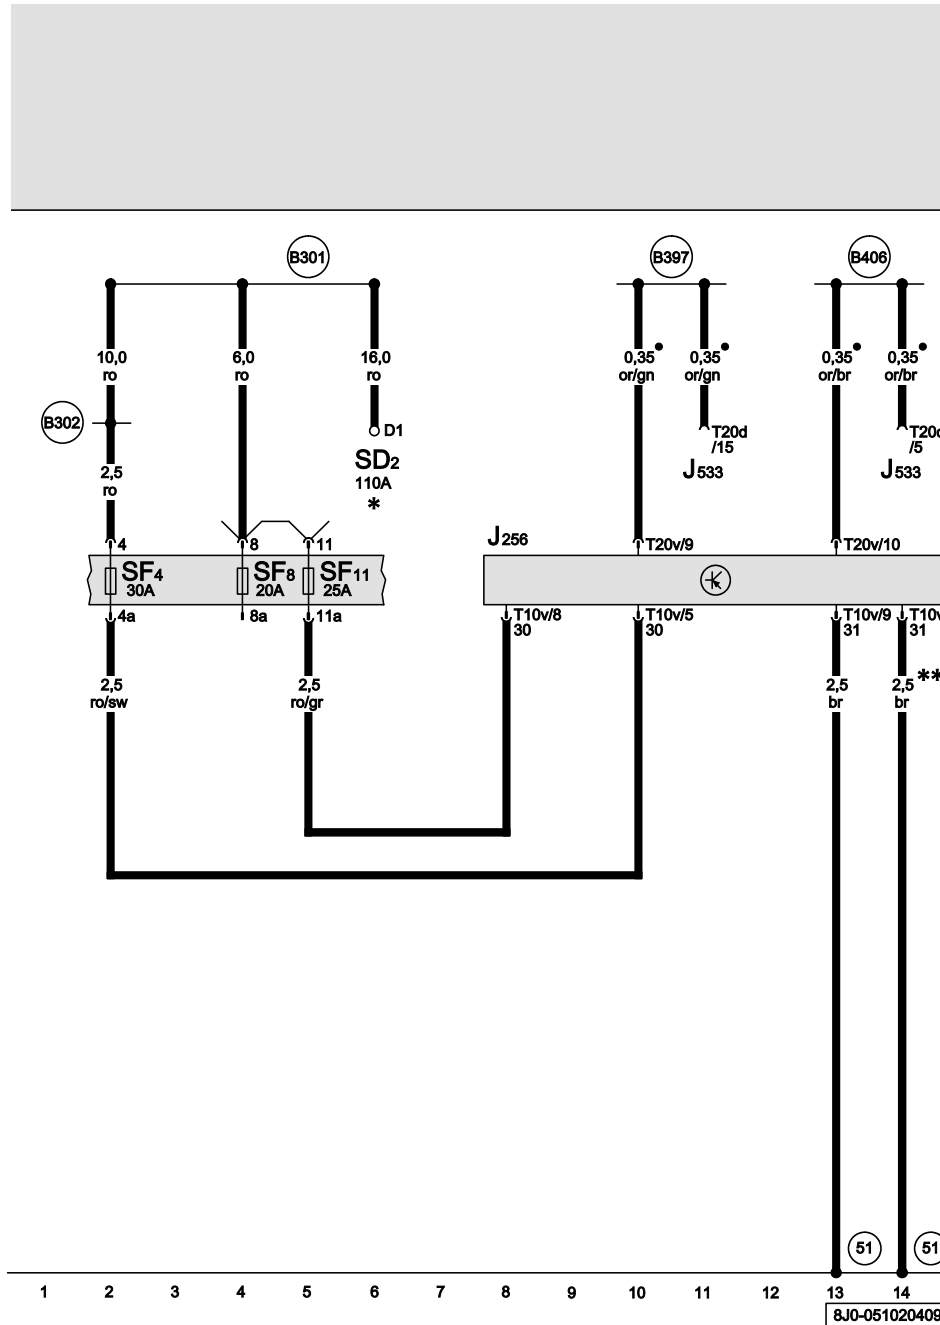 B301
B397
B406
10,0
ro
6,0
ro
16,0
ro
0,35
or/gn
0,35
or/gn
0,35
or/br
0,35
or/br
B302
D1
SD2
110A
*
T20d
/15
J533
/5
J533
2,5
ro
4
8
11
J256
T20v/9
T20v/10
SF4
30A
SF8
20A
SF11
25A
4a
8a
11a
T10v/8
30
T10v/5
30
T10v/9
31
T10v
31
2,5
ro/sw
2,5
ro/gr
2,5
br
2,5
br
**
51
51
1 2 3 4 5 6 7 8 9 10 11 12 13 14
8J0-051020409